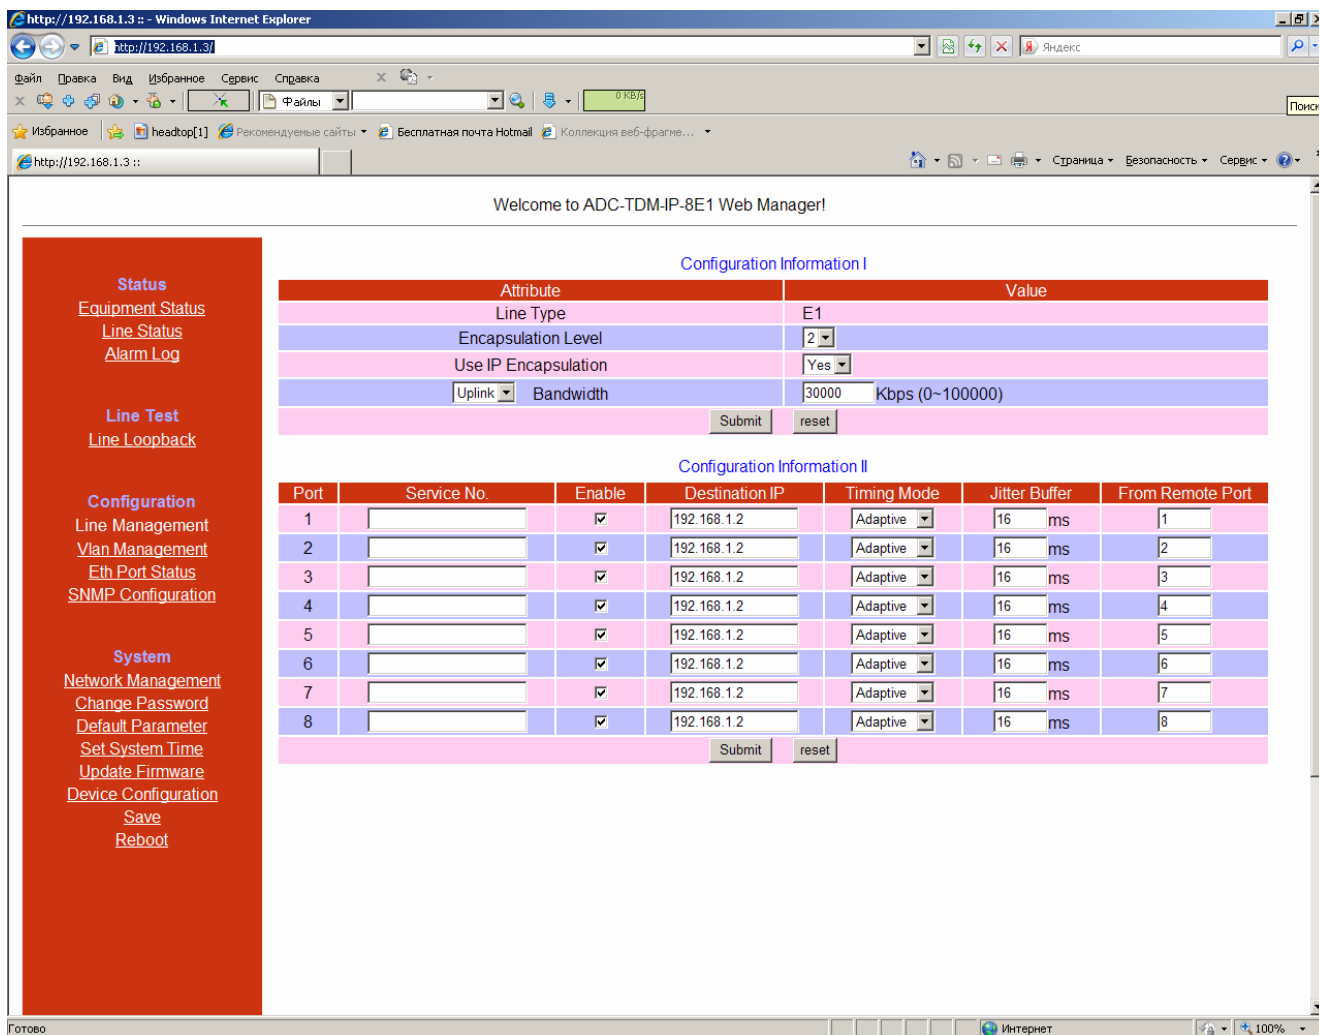 http://192.168.1.3 :: - Windows Internet Explorer
http://192.168.1.3/
Яндекс
Файл Правка Вид Избранное Сервис Справка
Файлы
0 KB/s
Поиск
Избранное headtop[1] Рекомендуемые сайты Бесплатная почта Hotmail Коллекция веб-фрагме...
http://192.168.1.3 ::
Страница Безопасность Сервис
Welcome to ADC-TDM-IP-8E1 Web Manager!
Status
Equipment Status
Line Status
Alarm Log
Line Test
Line Loopback
Configuration
Line Management
Vlan Management
Eth Port Status
SNMP Configuration
System
Network Management
Change Password
Default Parameter
Set System Time
Update Firmware
Device Configuration
Save
Reboot
Configuration Information I
Attribute Value
Line Type E1
Encapsulation Level 2
Use IP Encapsulation Yes
Uplink Bandwidth 30000 Kbps (0~100000)
Submit reset
Configuration Information II
Port Service No. Enable Destination IP Timing Mode Jitter Buffer From Remote Port
1 192.168.1.2 Adaptive 16 ms 1
2 192.168.1.2 Adaptive 16 ms 2
3 192.168.1.2 Adaptive 16 ms 3
4 192.168.1.2 Adaptive 16 ms 4
5 192.168.1.2 Adaptive 16 ms 5
6 192.168.1.2 Adaptive 16 ms 6
7 192.168.1.2 Adaptive 16 ms 7
8 192.168.1.2 Adaptive 16 ms 8
Submit reset
Готово
Интернет
100%